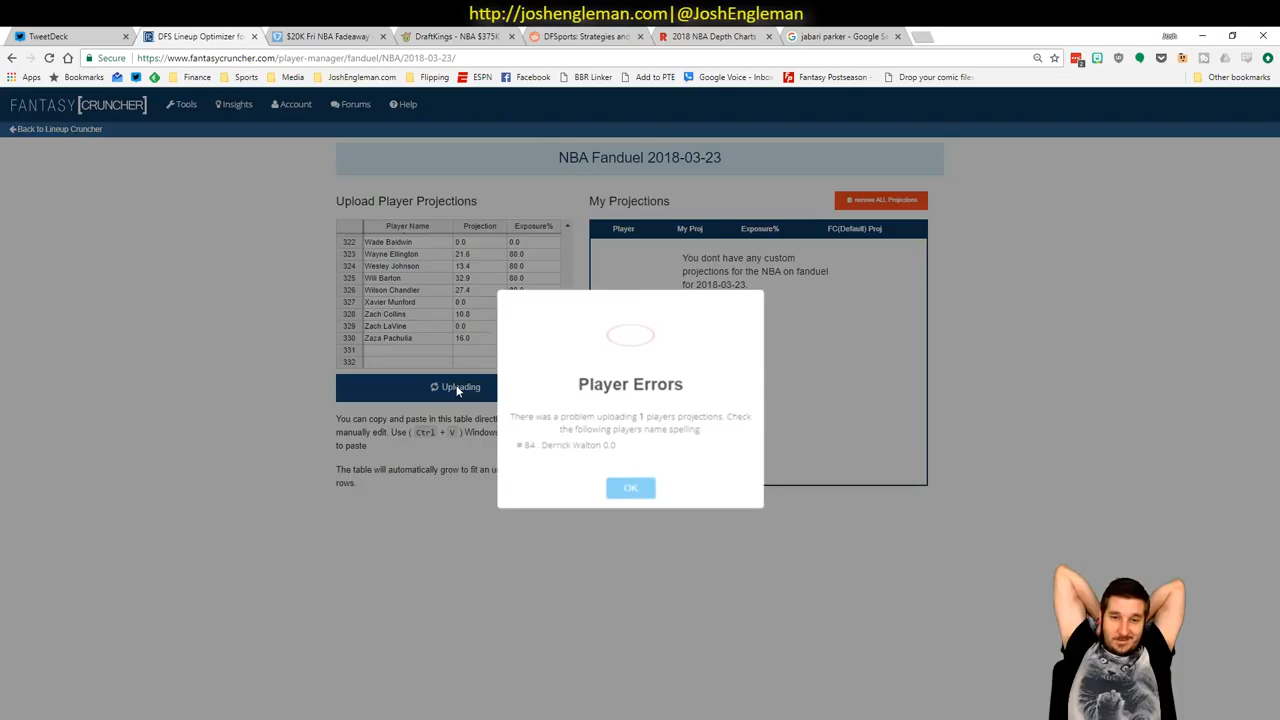 http://joshengleman.com|@JoshEngleman
TweetDeck
DFS Lineup Optimizer fo
$20K Fri NBA Fadeaway
DraftKings - NBA $375K
DFSports: Strategies and
2018 NBA Depth Charts
jabari parker - Google Se
Josh
Secure
https://www.fantasycruncher.com/player-manager/fanduel/NBA/2018-03-23/
Apps
Bookmarks
Finance
Sports
Media
JoshEngleman.com
Flipping
ESPN
Facebook
BBR Linker
Add to PTE
Google Voice - Inbox
Fantasy Postseason
Drop your comic files
Other bookmarks
FANTASY[CRUNCHER]
Tools
Insights
Account
Forums
Help
Back to Lineup Cruncher
NBA Fanduel 2018-03-23
Upload Player Projections
My Projections
remove ALL Projections
Player Name Projection Exposure%
322 Wade Baldwin 0.0 0.0
323 Wayne Ellington 21.6 80.0
324 Wesley Johnson 13.4 80.0
325 Will Barton 32.9 80.0
326 Wilson Chandler 27.4 80.0
327 Xavier Munford 0.0
328 Zach Collins 10.8
329 Zach LaVine 0.0
330 Zaza Pachulia 16.0
331
332
Player My Proj Exposure% FC(Default) Proj
You dont have any custom
projections for the NBA on fanduel
for 2018-03-23.
Uploading
You can copy and paste in this table direct
manually edit. Use ( Ctrl + V ) Windows
to paste
The table will automatically grow to fit an u
rows.
Player Errors
There was a problem uploading 1 players projections. Check
the following players name spelling:
# 84 . Derrick Walton 0.0
OK